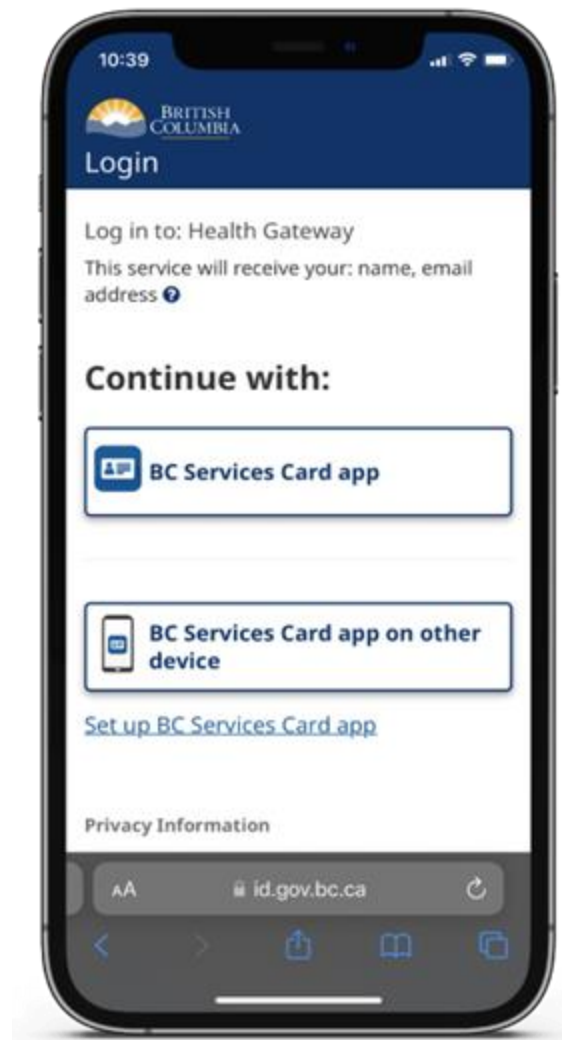 10:39
BRITISH
COLUMBIA
Login
Log in to: Health Gateway
This service will receive your: name, email
address ?
Continue with:
BC Services Card app
BC Services Card app on other
device
Set up BC Services Card app
Privacy Information
AA id.gov.bc.ca